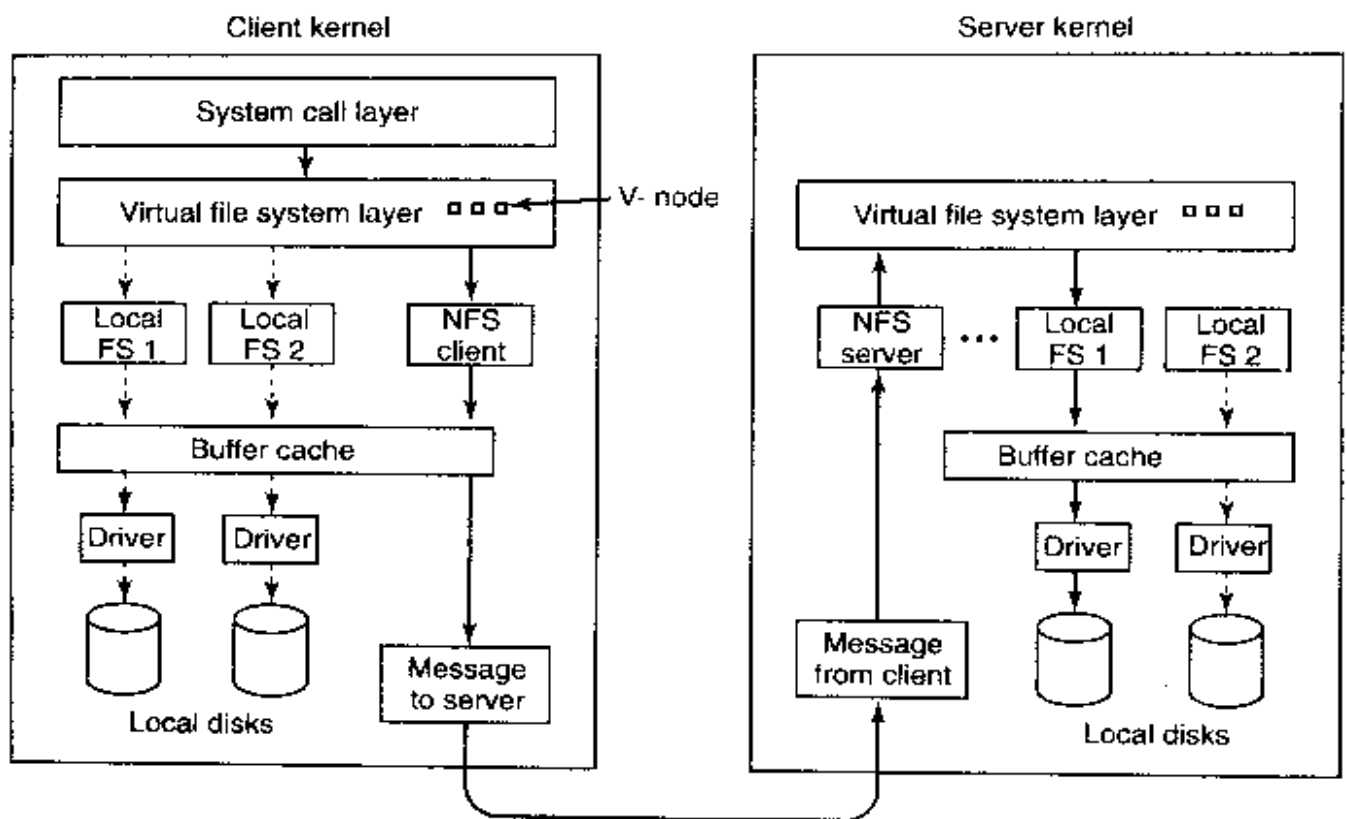 Client kernel
System call layer
Virtual file system layer
V- node
Local
FS 1
Local
FS 2
NFS
client
Buffer cache
Driver
Driver
Local disks
Message
to server
Server kernel
Virtual file system layer
NFS
server
•••
Local
FS 1
Local
FS 2
Buffer cache
Driver
Driver
Message
from client
Local disks